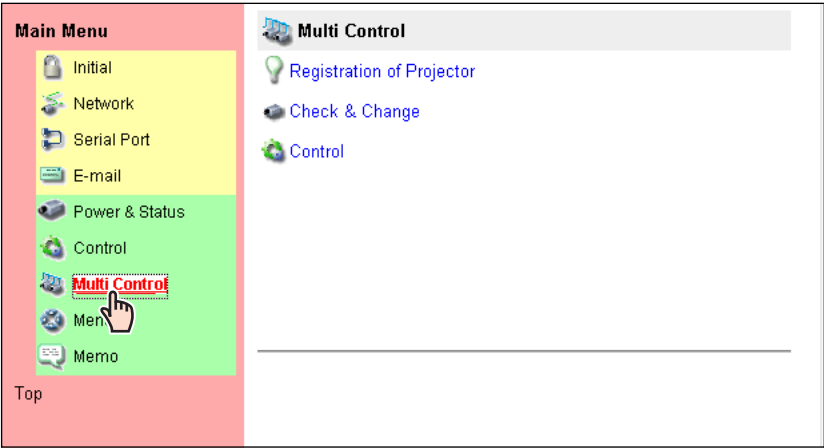 Main Menu
Initial
Network
Serial Port
E-mail
Power & Status
Control
Multi Control
Memo
Top
Multi Control
Registration of Projector
Check & Change
Control